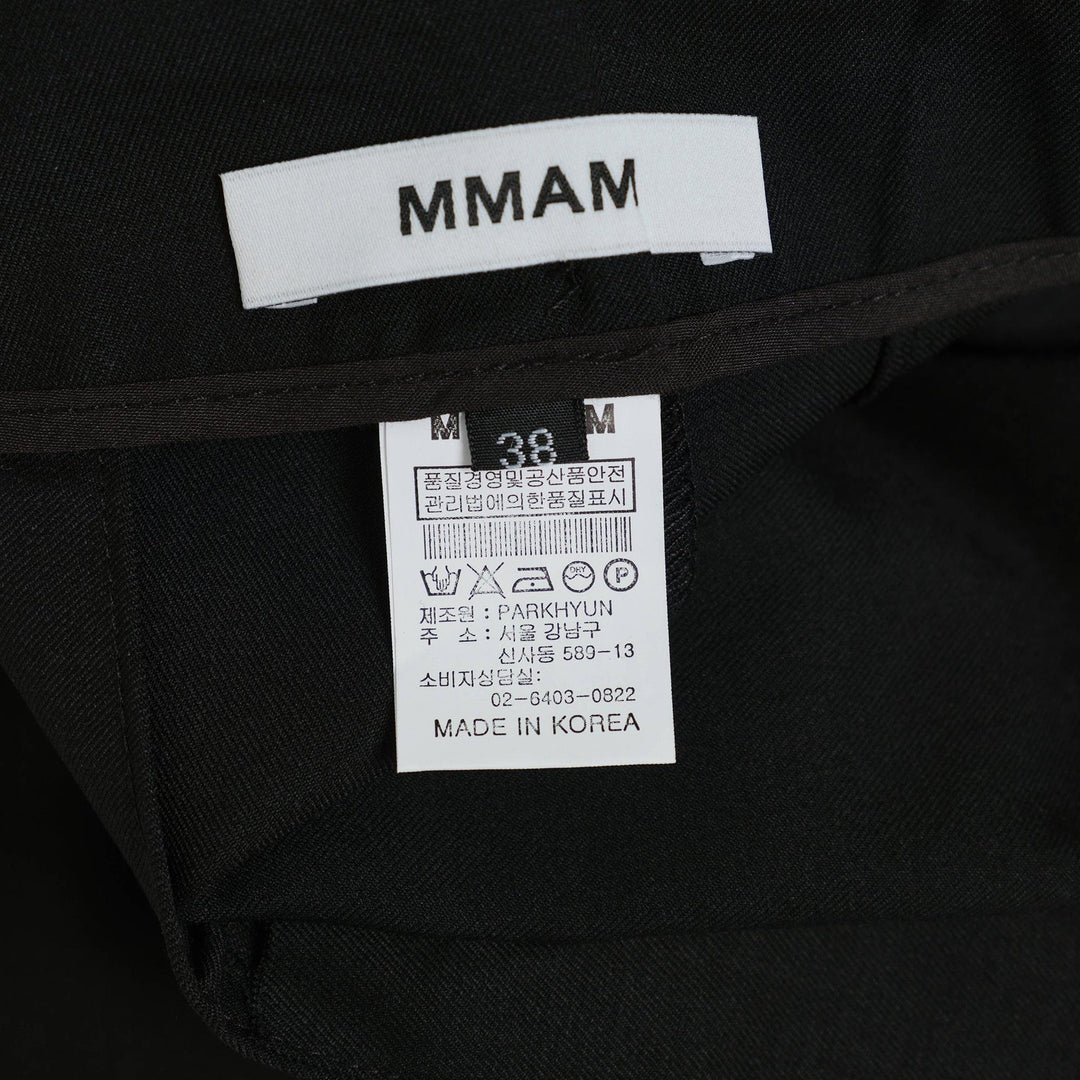 MMAM
M M
38
품질경영및공산품안전
관리법에의한품질표시
DRY P
제조원 : PARKHYUN
주 소 : 서울 강남구
신사동 589-13
소비자상담실:
02-6403-0822
MADE IN KOREA